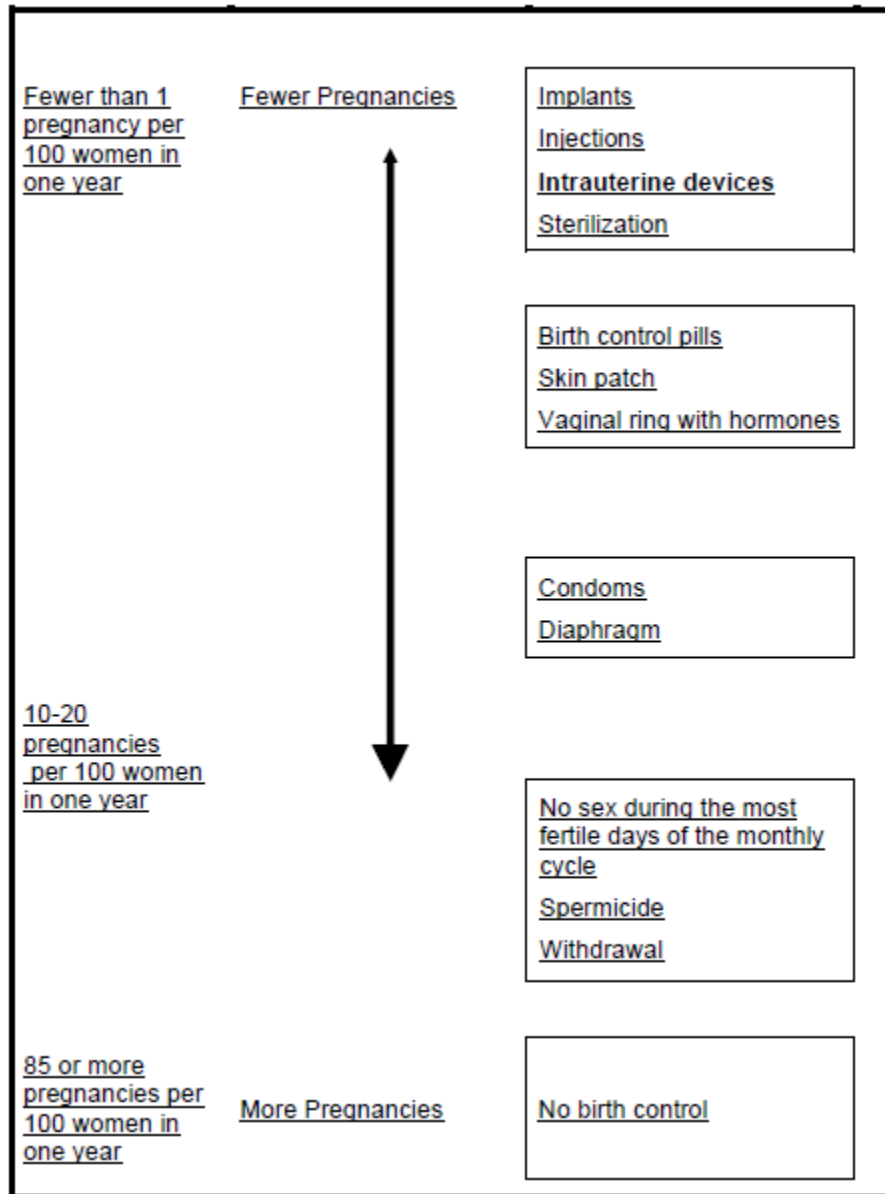 Fewer than 1
pregnancy per
100 women in
one year
Fewer Pregnancies
Implants
Injections
Intrauterine devices
Sterilization
Birth control pills
Skin patch
Vaginal ring with hormones
Condoms
Diaphragm
10-20
pregnancies
per 100 women
in one year
No sex during the most
fertile days of the monthly
cycle
Spermicide
Withdrawal
85 or more
pregnancies per
100 women in
one year
More Pregnancies
No birth control